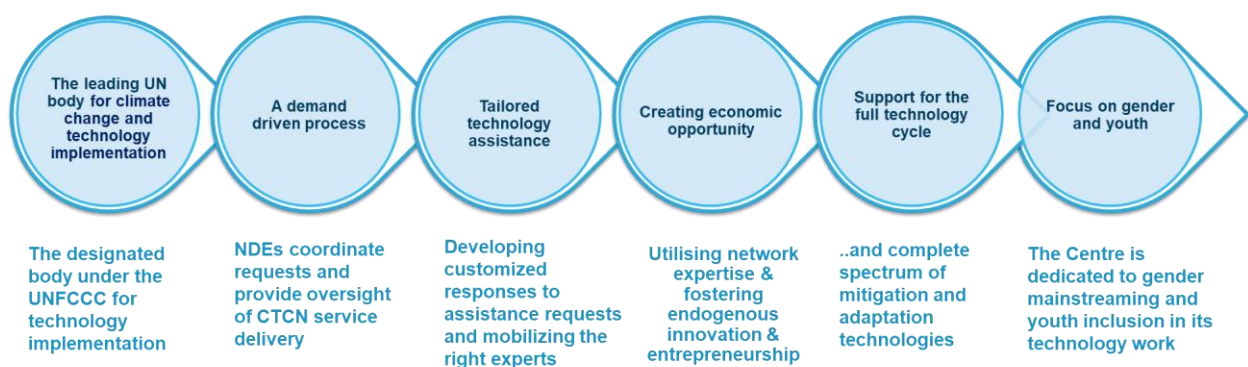 The leading UN
body for climate
change and
technology
implementation
A demand
driven process
Tailored
technology
assistance
Creating economic
opportunity
Support for the
full technology
cycle
Focus on gender
and youth
The designated
body under the
UNFCCC for
technology
implementation
NDEs coordinate
requests and
provide oversight
of CTCN service
delivery
Developing
customized
responses to
assistance requests
and mobilizing the
right experts
Utilising network
expertise &
fostering
endogenous
innovation &
entrepreneurship
..and complete
spectrum of
mitigation and
adaptation
technologies
The Centre is
dedicated to gender
mainstreaming and
youth inclusion in its
technology work